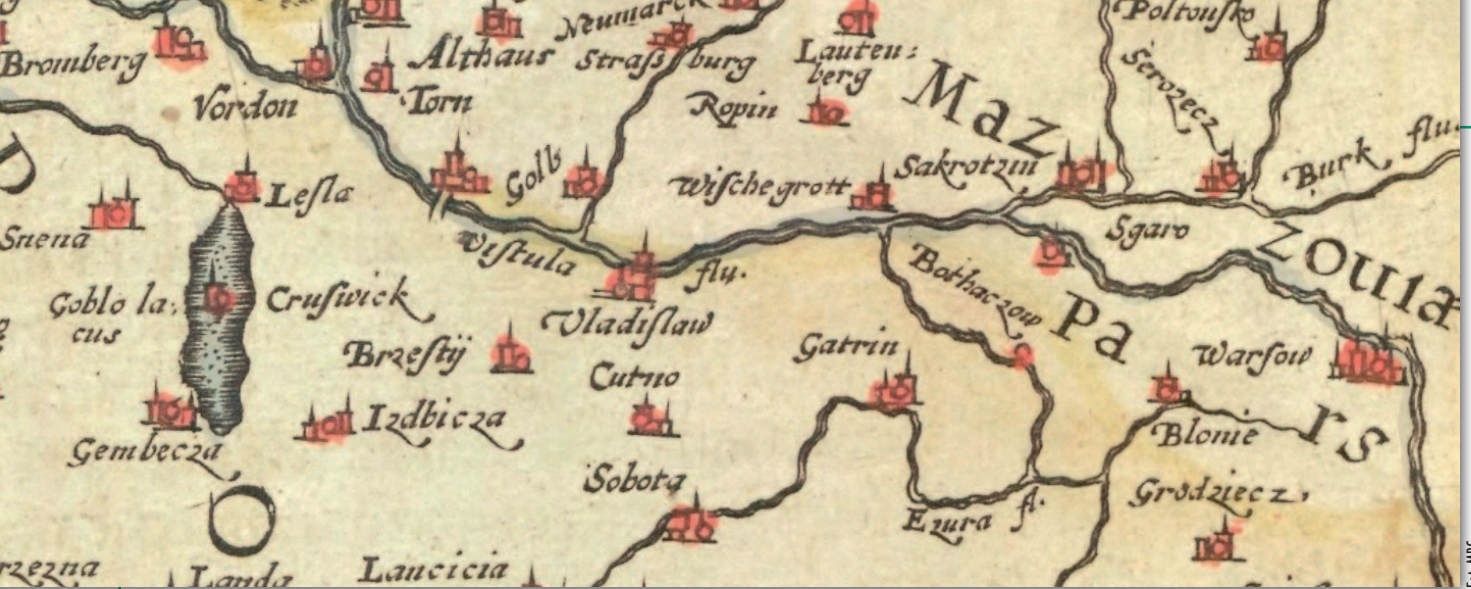 Poltousko
Neumarck
Bromberg
Althaus
Strassburg
Lauten:
berg
Vordon
Torn
Ropin
Maz
Serozecz
Burk flu.
Golb
Wischegrott
Sakrotzin
Lesla
Snena
Vistula
flu.
Sgaro
zouiæ
Goblo la:
cus
Cruswick
Vladislaw
Bothaczow
Pa
rs
Brzestij
Cutno
Gatrin
Warsow
Izdbicza
Gembecza
Blonie
Sobota
Grodziecz.
Ezura fl.
rzezna
Landa
Lancicia